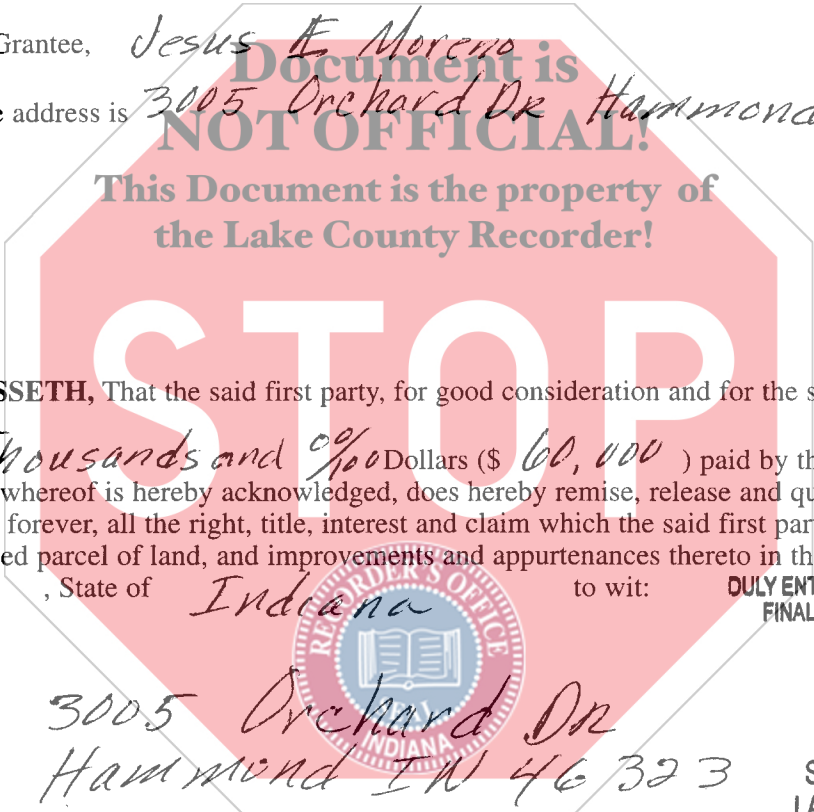 Grantee, Jesus E Moreno
Document is
e address is 3005 Orchard DR Hammond
NOT OFFICIAL!
This Document is the property of
the Lake County Recorder!
STOP
SSETH, That the said first party, for good consideration and for the s
housands and 00/100 Dollars ($ 60,000 ) paid by th
whereof is hereby acknowledged, does hereby remise, release and qu
forever, all the right, title, interest and claim which the said first par
ed parcel of land, and improvements and appurtenances thereto in th
, State of Indiana to wit: DULY ENT
FINAL
RECORDER'S OFFICE
SEAL
INDIANA
3005 Orchard DR
Hammond IN 46323
S
LA